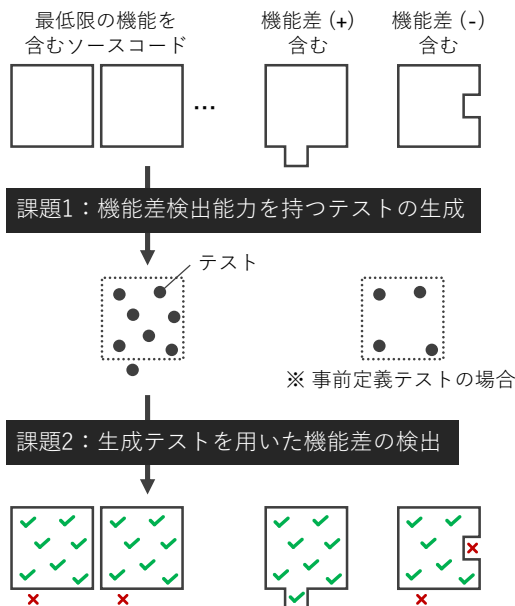 最低限の機能を
含むソースコード
機能差 (+)
含む
機能差 (-)
含む
…
課題1：機能差検出能力を持つテストの生成
テスト
※ 事前定義テストの場合
課題2：生成テストを用いた機能差の検出